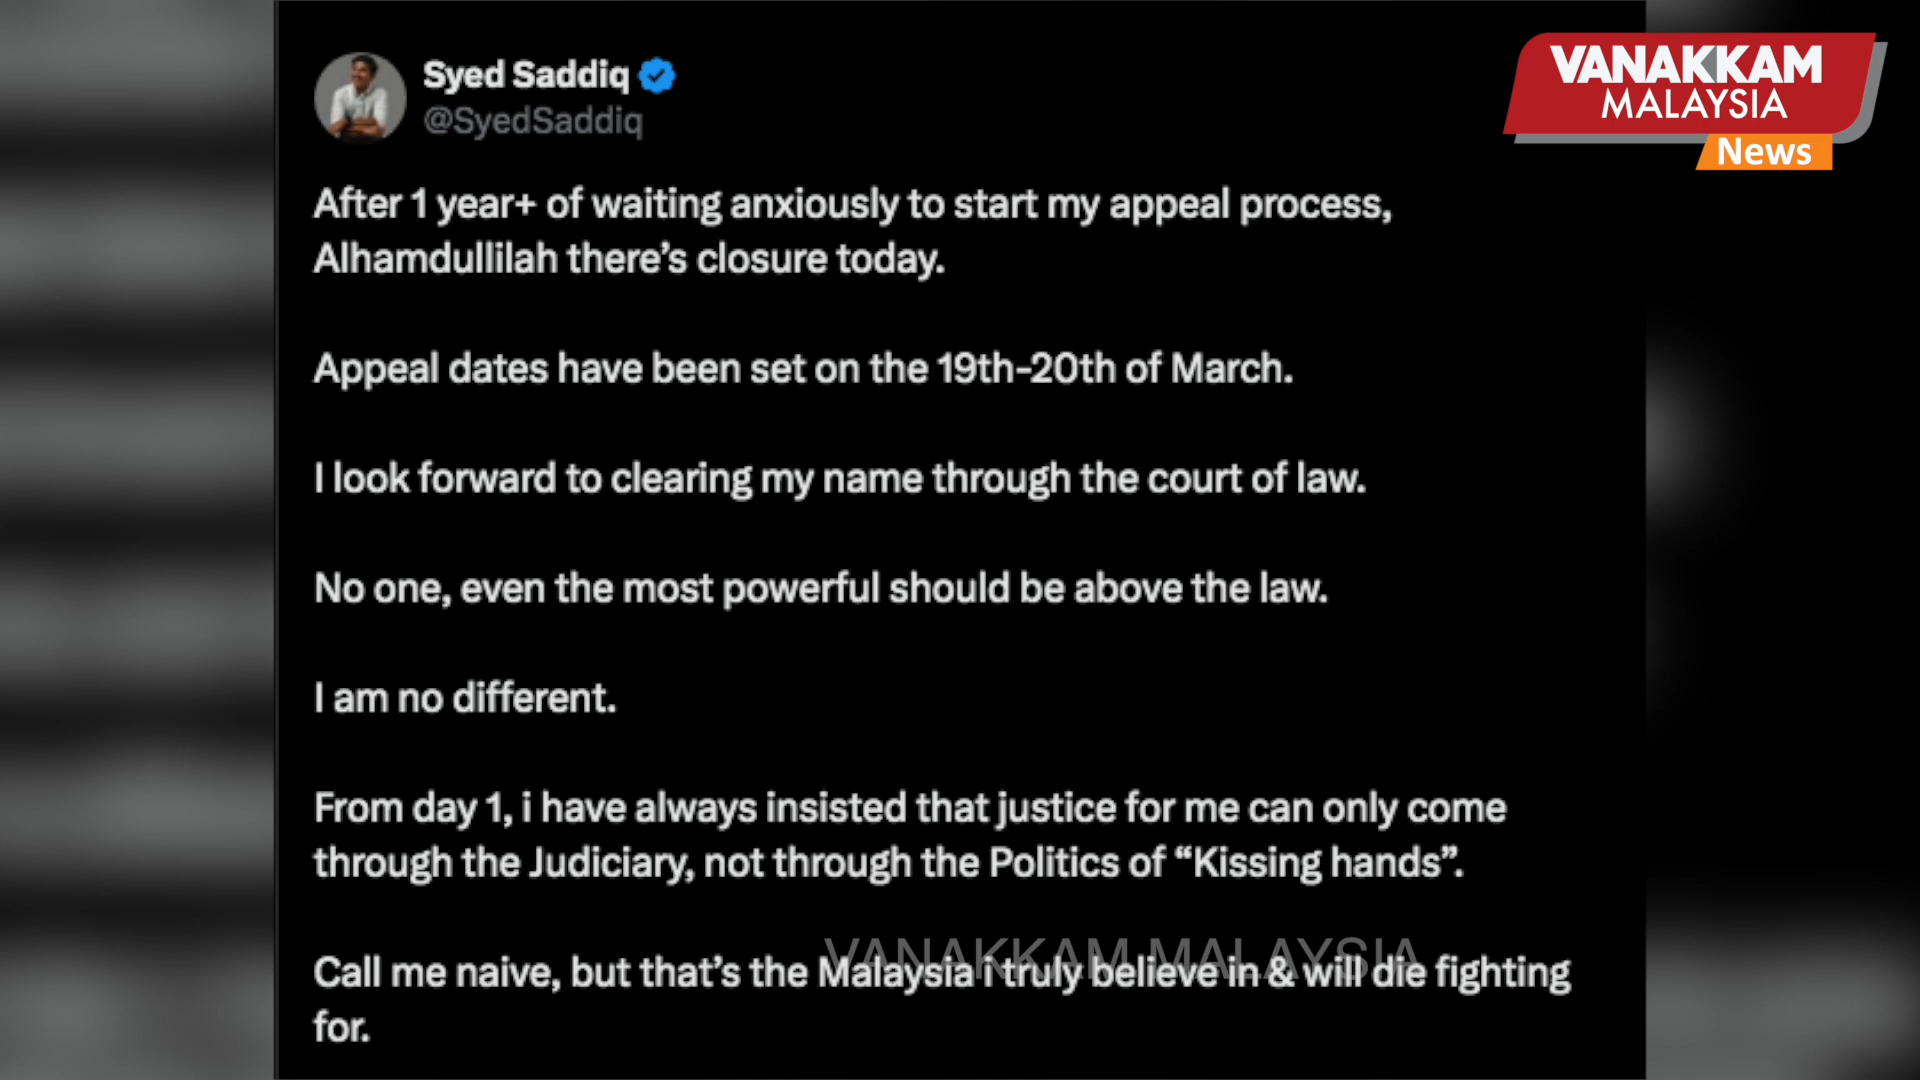 Syed Saddiq
@SyedSaddiq
VANAKKAM
MALAYSIA
News
After 1 year+ of waiting anxiously to start my appeal process,
Alhamdullilah there’s closure today.
Appeal dates have been set on the 19th-20th of March.
I look forward to clearing my name through the court of law.
No one, even the most powerful should be above the law.
I am no different.
From day 1, i have always insisted that justice for me can only come
through the Judiciary, not through the Politics of “Kissing hands”.
VANAKKAM MALAYSIA
Call me naive, but that’s the Malaysia i truly believe in & will die fighting
for.